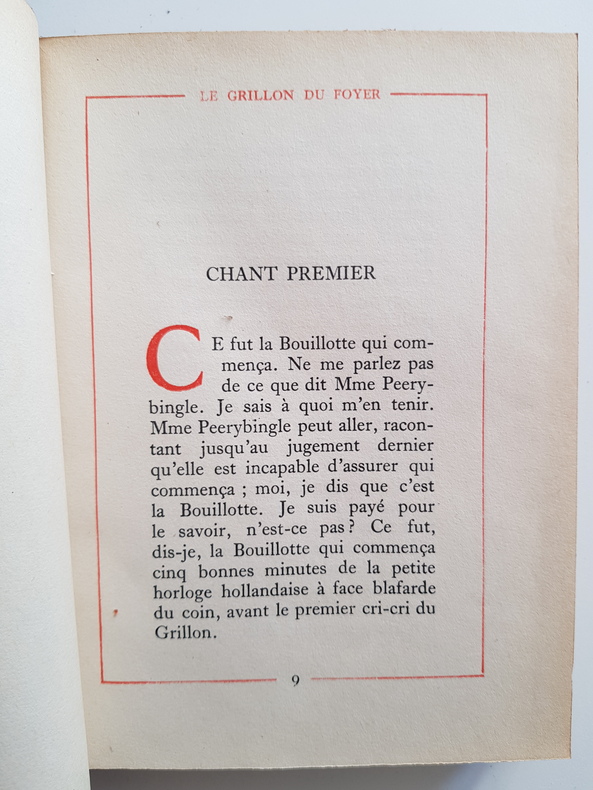 LE GRILLON DU FOYER
CHANT PREMIER
CE fut la Bouillotte qui com-
mença. Ne me parlez pas
de ce que dit Mme Peery-
bingle. Je sais à quoi m'en tenir.
Mme Peerybingle peut aller, racon-
tant jusqu'au jugement dernier
qu'elle est incapable d'assurer qui
commença ; moi, je dis que c'est
la Bouillotte. Je suis payé pour
le savoir, n'est-ce pas ? Ce fut,
dis-je, la Bouillotte qui commença
cinq bonnes minutes de la petite
horloge hollandaise à face blafarde
du coin, avant le premier cri-cri du
Grillon.
9